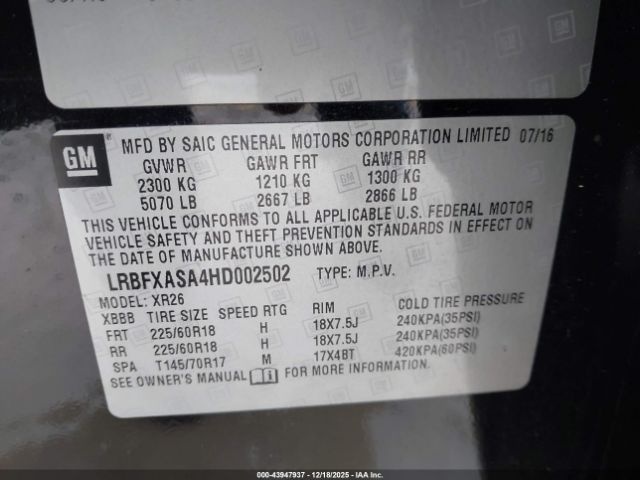 GM
MFD BY SAIC GENERAL MOTORS CORPORATION LIMITED 07/16
GVWR GAWR FRT GAWR RR
2300 KG 1210 KG 1300 KG
5070 LB 2667 LB 2866 LB
THIS VEHICLE CONFORMS TO ALL APPLICABLE U.S. FEDERAL MOTOR
VEHICLE SAFETY AND THEFT PREVENTION STANDARDS IN EFFECT ON
THE DATE OF MANUFACTURE SHOWN ABOVE.
LRBFXASA4HD002502 TYPE: M.P.V.
MODEL: XR26
XBBB TIRE SIZE SPEED RTG RIM COLD TIRE PRESSURE
FRT 225/60R18 H 18X7.5J 240KPA(35PSI)
RR 225/60R18 H 18X7.5J 240KPA(35PSI)
SPA T145/70R17 M 17X4BT 420KPA(60PSI)
SEE OWNER'S MANUAL FOR MORE INFORMATION.
000-43947937 - 12/18/2025 - IAAI.COM